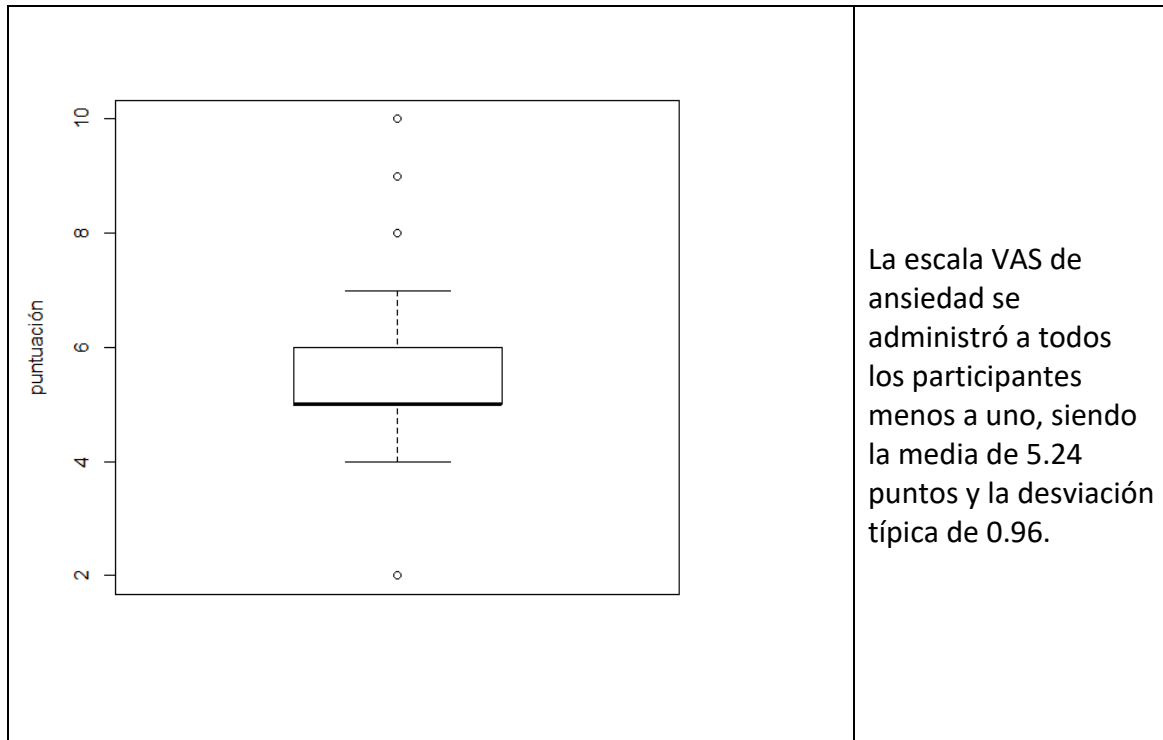 10
8
6
4
2
puntuación
La escala VAS de
ansiedad se
administró a todos
los participantes
menos a uno, siendo
la media de 5.24
puntos y la desviación
típica de 0.96.